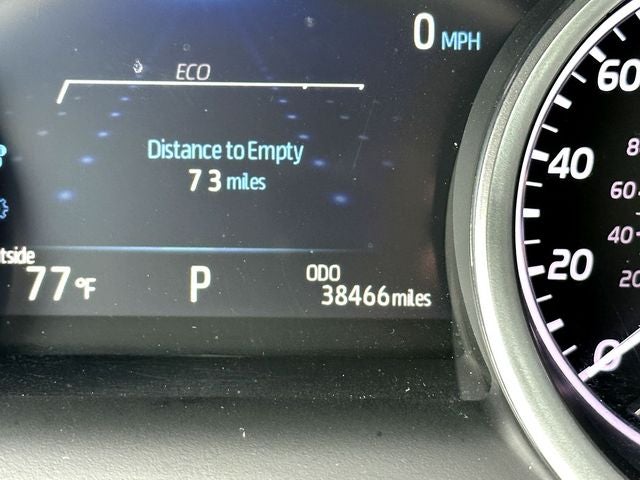 0 MPH
ECO
Distance to Empty
73 miles
tside
77 °F
P
ODO
38466 miles
60
40
20
0
8
60
40
20